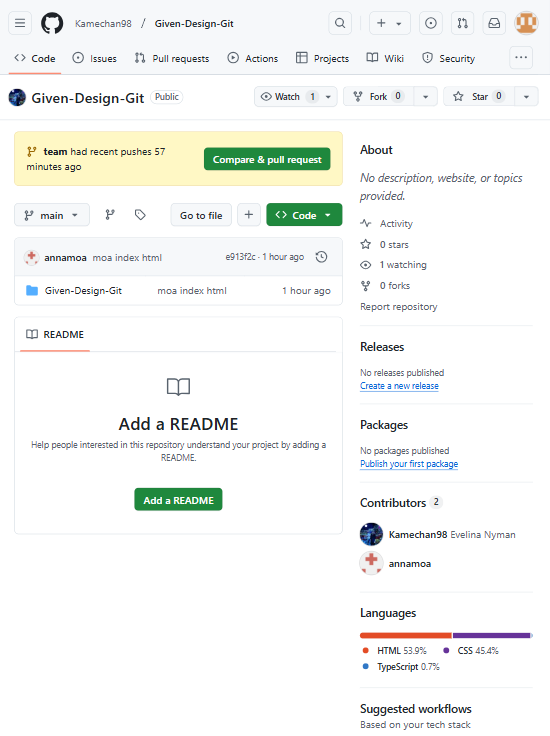 Kamechan98 / Given-Design-Git
Code Issues Pull requests Actions Projects Wiki Security
Given-Design-Git Public
Watch 1 Fork 0 Star 0
team had recent pushes 57
minutes ago
Compare & pull request
main Go to file Code
annamoa moa index html e913f2c · 1 hour ago
Given-Design-Git moa index html 1 hour ago
README
Add a README
Help people interested in this repository understand your project by adding a
README.
Add a README
About
No description, website, or topics
provided.
Activity
0 stars
1 watching
0 forks
Report repository
Releases
No releases published
Create a new release
Packages
No packages published
Publish your first package
Contributors 2
Kamechan98 Evelina Nyman
annamoa
Languages
HTML 53.9% CSS 45.4%
TypeScript 0.7%
Suggested workflows
Based on your tech stack